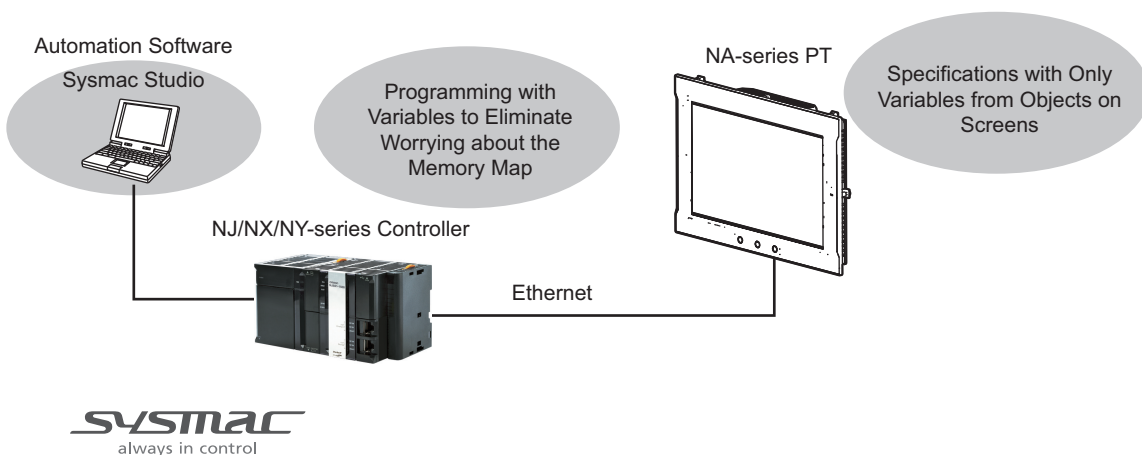 Automation Software
Sysmac Studio
Programming with
Variables to Eliminate
Worrying about the
Memory Map
NA-series PT
Specifications with Only
Variables from Objects on
Screens
NJ/NX/NY-series Controller
Ethernet
sysmac
always in control